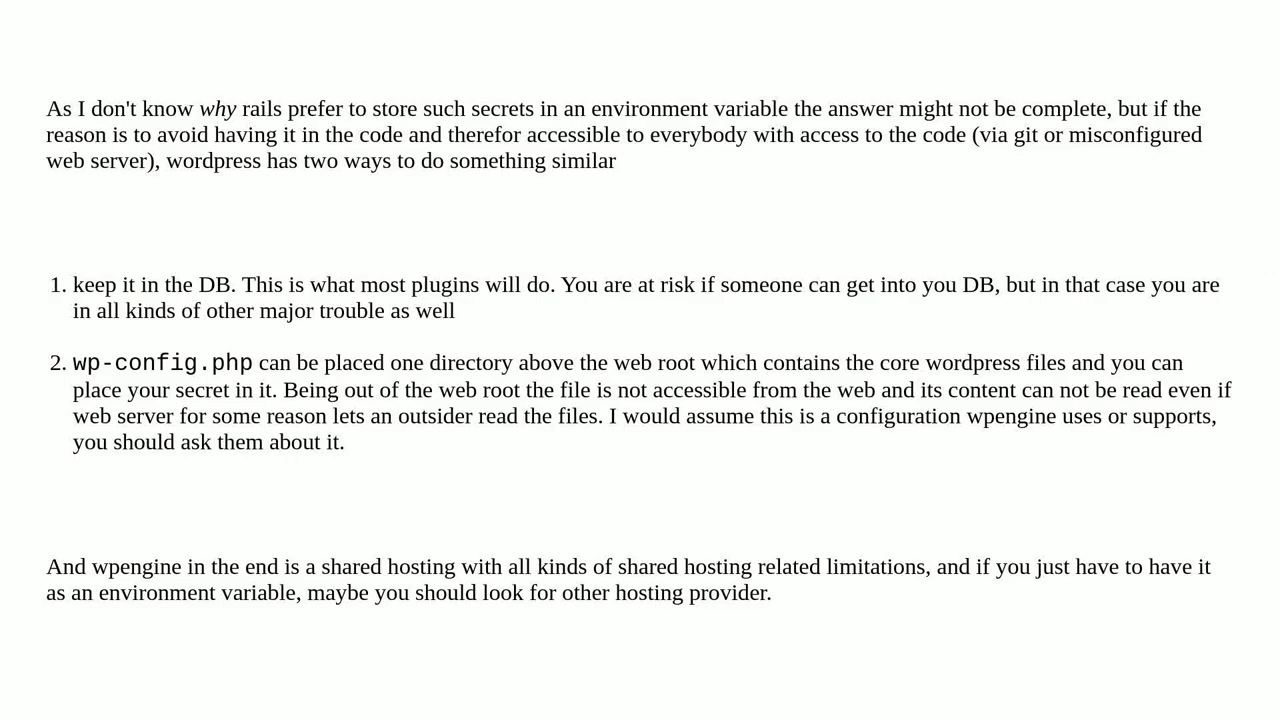 As I don't know why rails prefer to store such secrets in an environment variable the answer might not be complete, but if the
reason is to avoid having it in the code and therefor accessible to everybody with access to the code (via git or misconfigured
web server), wordpress has two ways to do something similar
1. keep it in the DB. This is what most plugins will do. You are at risk if someone can get into you DB, but in that case you are
in all kinds of other major trouble as well
2. wp-config.php can be placed one directory above the web root which contains the core wordpress files and you can
place your secret in it. Being out of the web root the file is not accessible from the web and its content can not be read even if
web server for some reason lets an outsider read the files. I would assume this is a configuration wpengine uses or supports,
you should ask them about it.
And wpengine in the end is a shared hosting with all kinds of shared hosting related limitations, and if you just have to have it
as an environment variable, maybe you should look for other hosting provider.